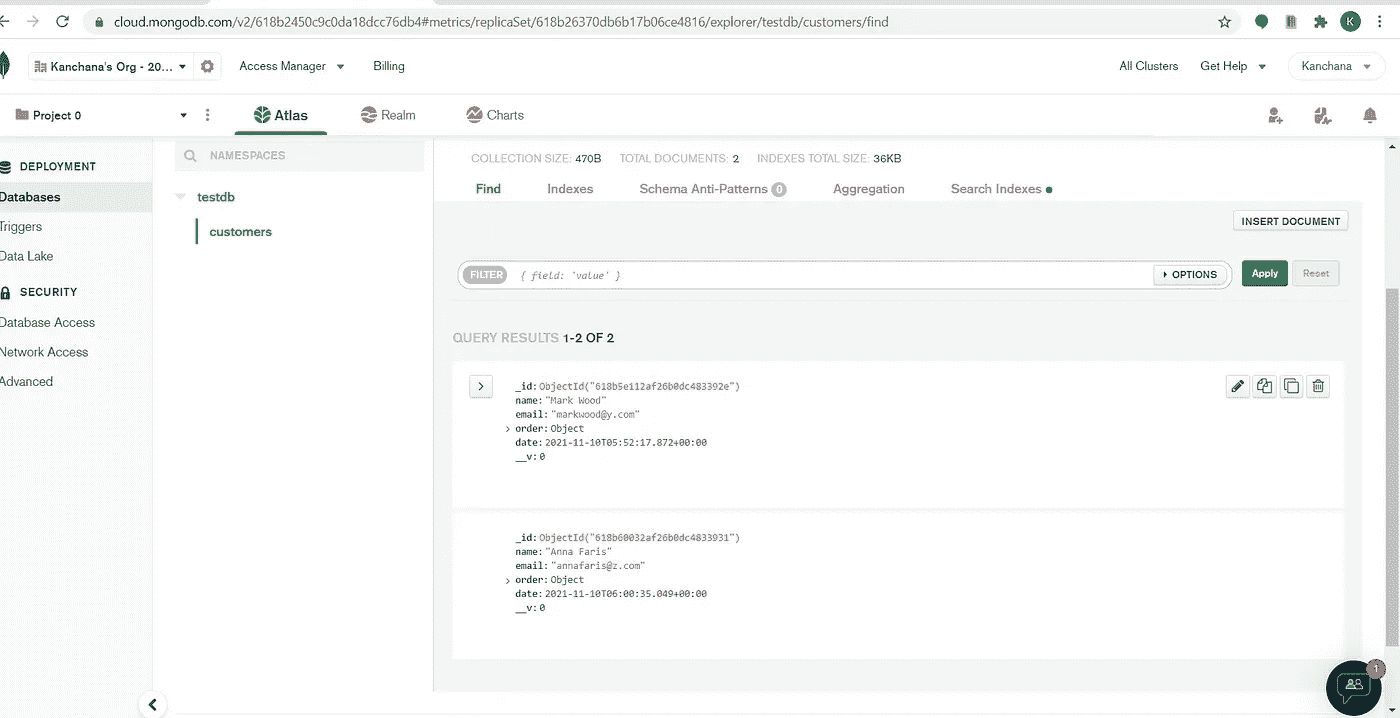 cloud.mongodb.com/v2/618b2450c9c0da18dcc76db4#metrics/replicaSet/618b26370db6b17b06ce4816/explorer/testdb/customers/find
K
Kanchana's Org - 20...
Access Manager
Billing
All Clusters
Get Help
Kanchana
Project 0
Atlas
Realm
Charts
DEPLOYMENT
Databases
Triggers
Data Lake
SECURITY
Database Access
Network Access
Advanced
NAMESPACES
testdb
customers
COLLECTION SIZE: 470B TOTAL DOCUMENTS: 2 INDEXES TOTAL SIZE: 36KB
Find Indexes Schema Anti-Patterns 0 Aggregation Search Indexes
INSERT DOCUMENT
FILTER { field: 'value' } OPTIONS Apply Reset
QUERY RESULTS 1-2 OF 2
_id: ObjectId("618b5e112af26b0dc483392e")
name: "Mark Wood"
email: "markwood@y.com"
order: Object
date: 2021-11-10T05:52:17.872+00:00
__v: 0
_id: ObjectId("618b60032af26b0dc4833931")
name: "Anna Faris"
email: "annafaris@z.com"
order: Object
date: 2021-11-10T06:00:35.049+00:00
__v: 0
1